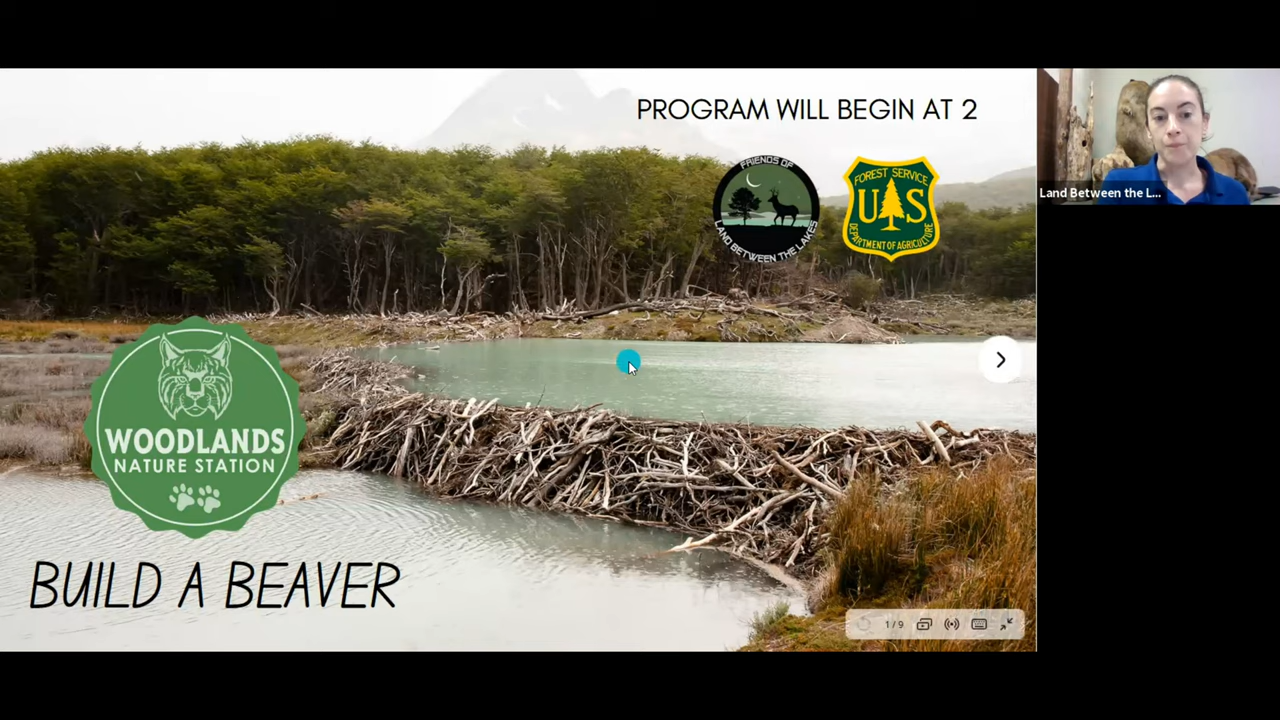 PROGRAM WILL BEGIN AT 2
FRIENDS OF
LAND BETWEEN THE LAKES
FOREST SERVICE
U S
DEPARTMENT OF AGRICULTURE
Land Between the L...
WOODLANDS
NATURE STATION
BUILD A BEAVER
1/9